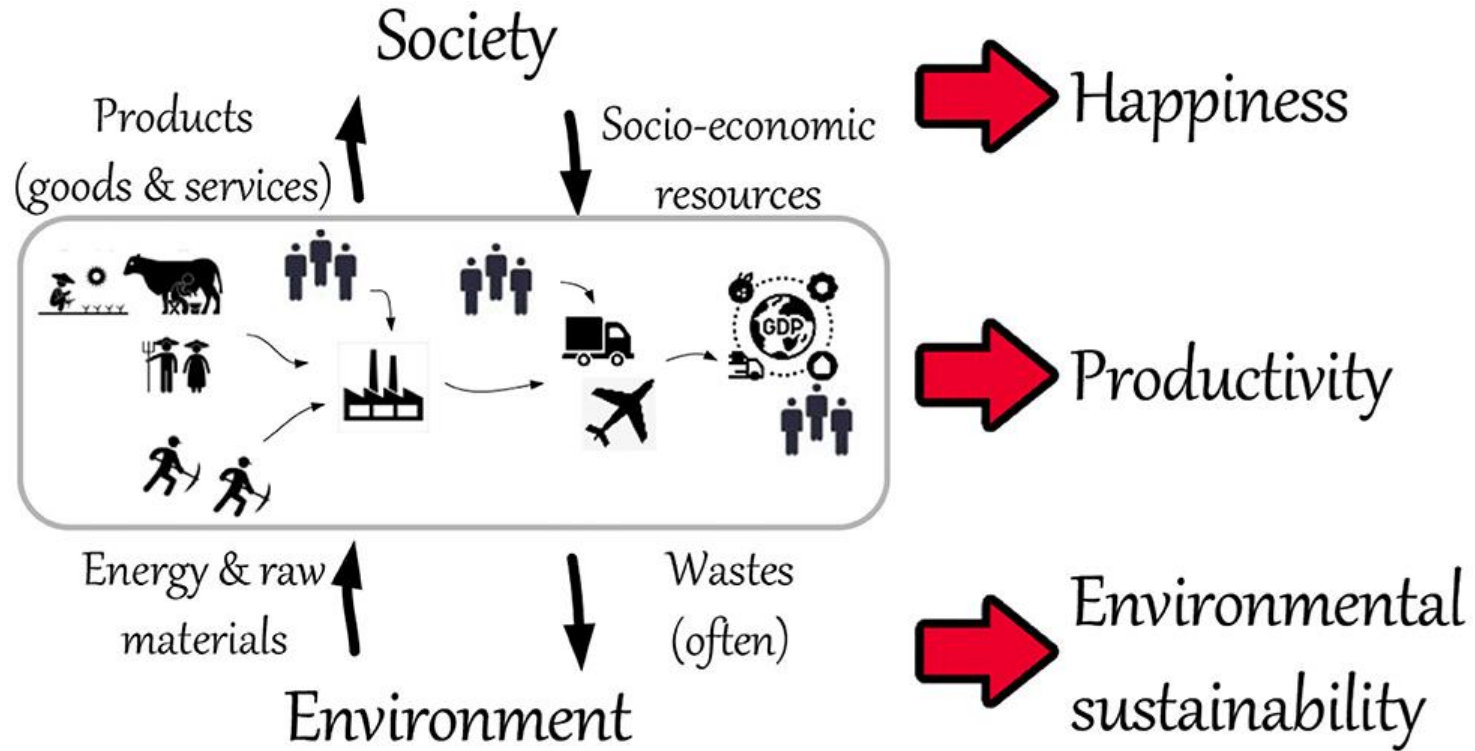 Society
Products
(goods & services)
Socio-economic
resources
Happiness
GDP
Productivity
Energy & raw
materials
Wastes
(often)
Environment
Environmental
sustainability